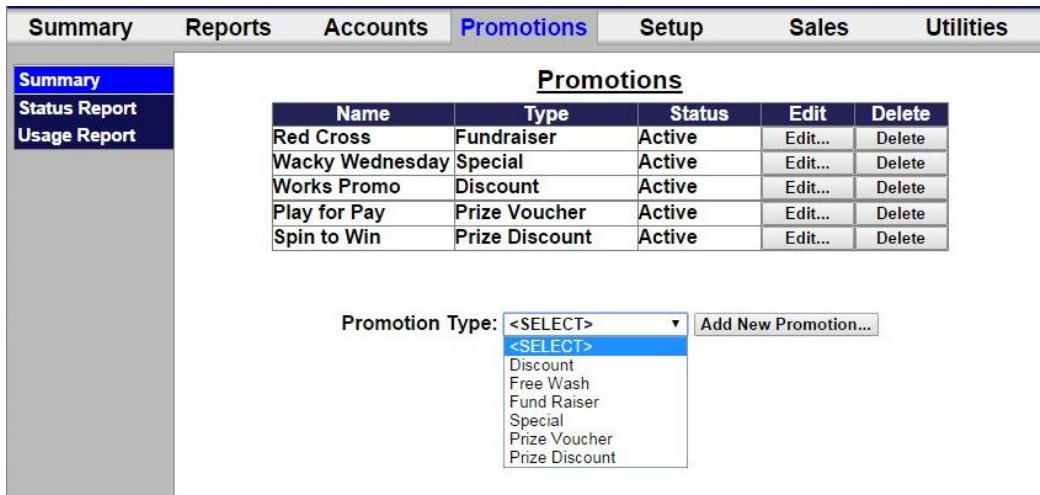 Summary Reports Accounts Promotions Setup Sales Utilities
Summary
Status Report
Usage Report
Promotions
Name Type Status Edit Delete
Red Cross Fundraiser Active Edit... Delete
Wacky Wednesday Special Active Edit... Delete
Works Promo Discount Active Edit... Delete
Play for Pay Prize Voucher Active Edit... Delete
Spin to Win Prize Discount Active Edit... Delete
Promotion Type: <SELECT> Add New Promotion...
<SELECT>
Discount
Free Wash
Fund Raiser
Special
Prize Voucher
Prize Discount